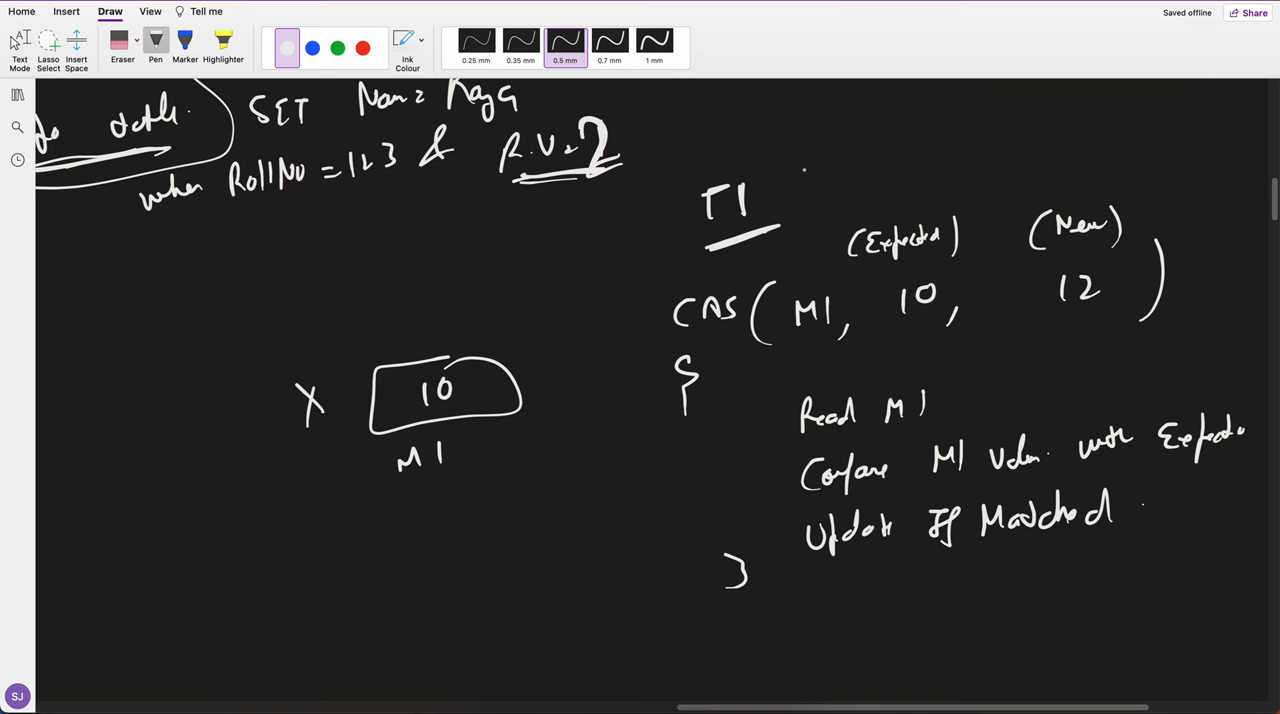 Home Insert Draw View Tell me Saved offline Share
Text Mode Lasso Select Insert Space Eraser Pen Marker Highlighter Ink Colour 0.25 mm 0.35 mm 0.5 mm 0.7 mm 1 mm
SET
when RollNo = 123 & R.V = 2
T1
(Expected) (New)
CAS ( M1, 10, 12 )
{
X 10
M1
Read M1
Compare M1 Value with Expected
Update If Matched
}
SJ